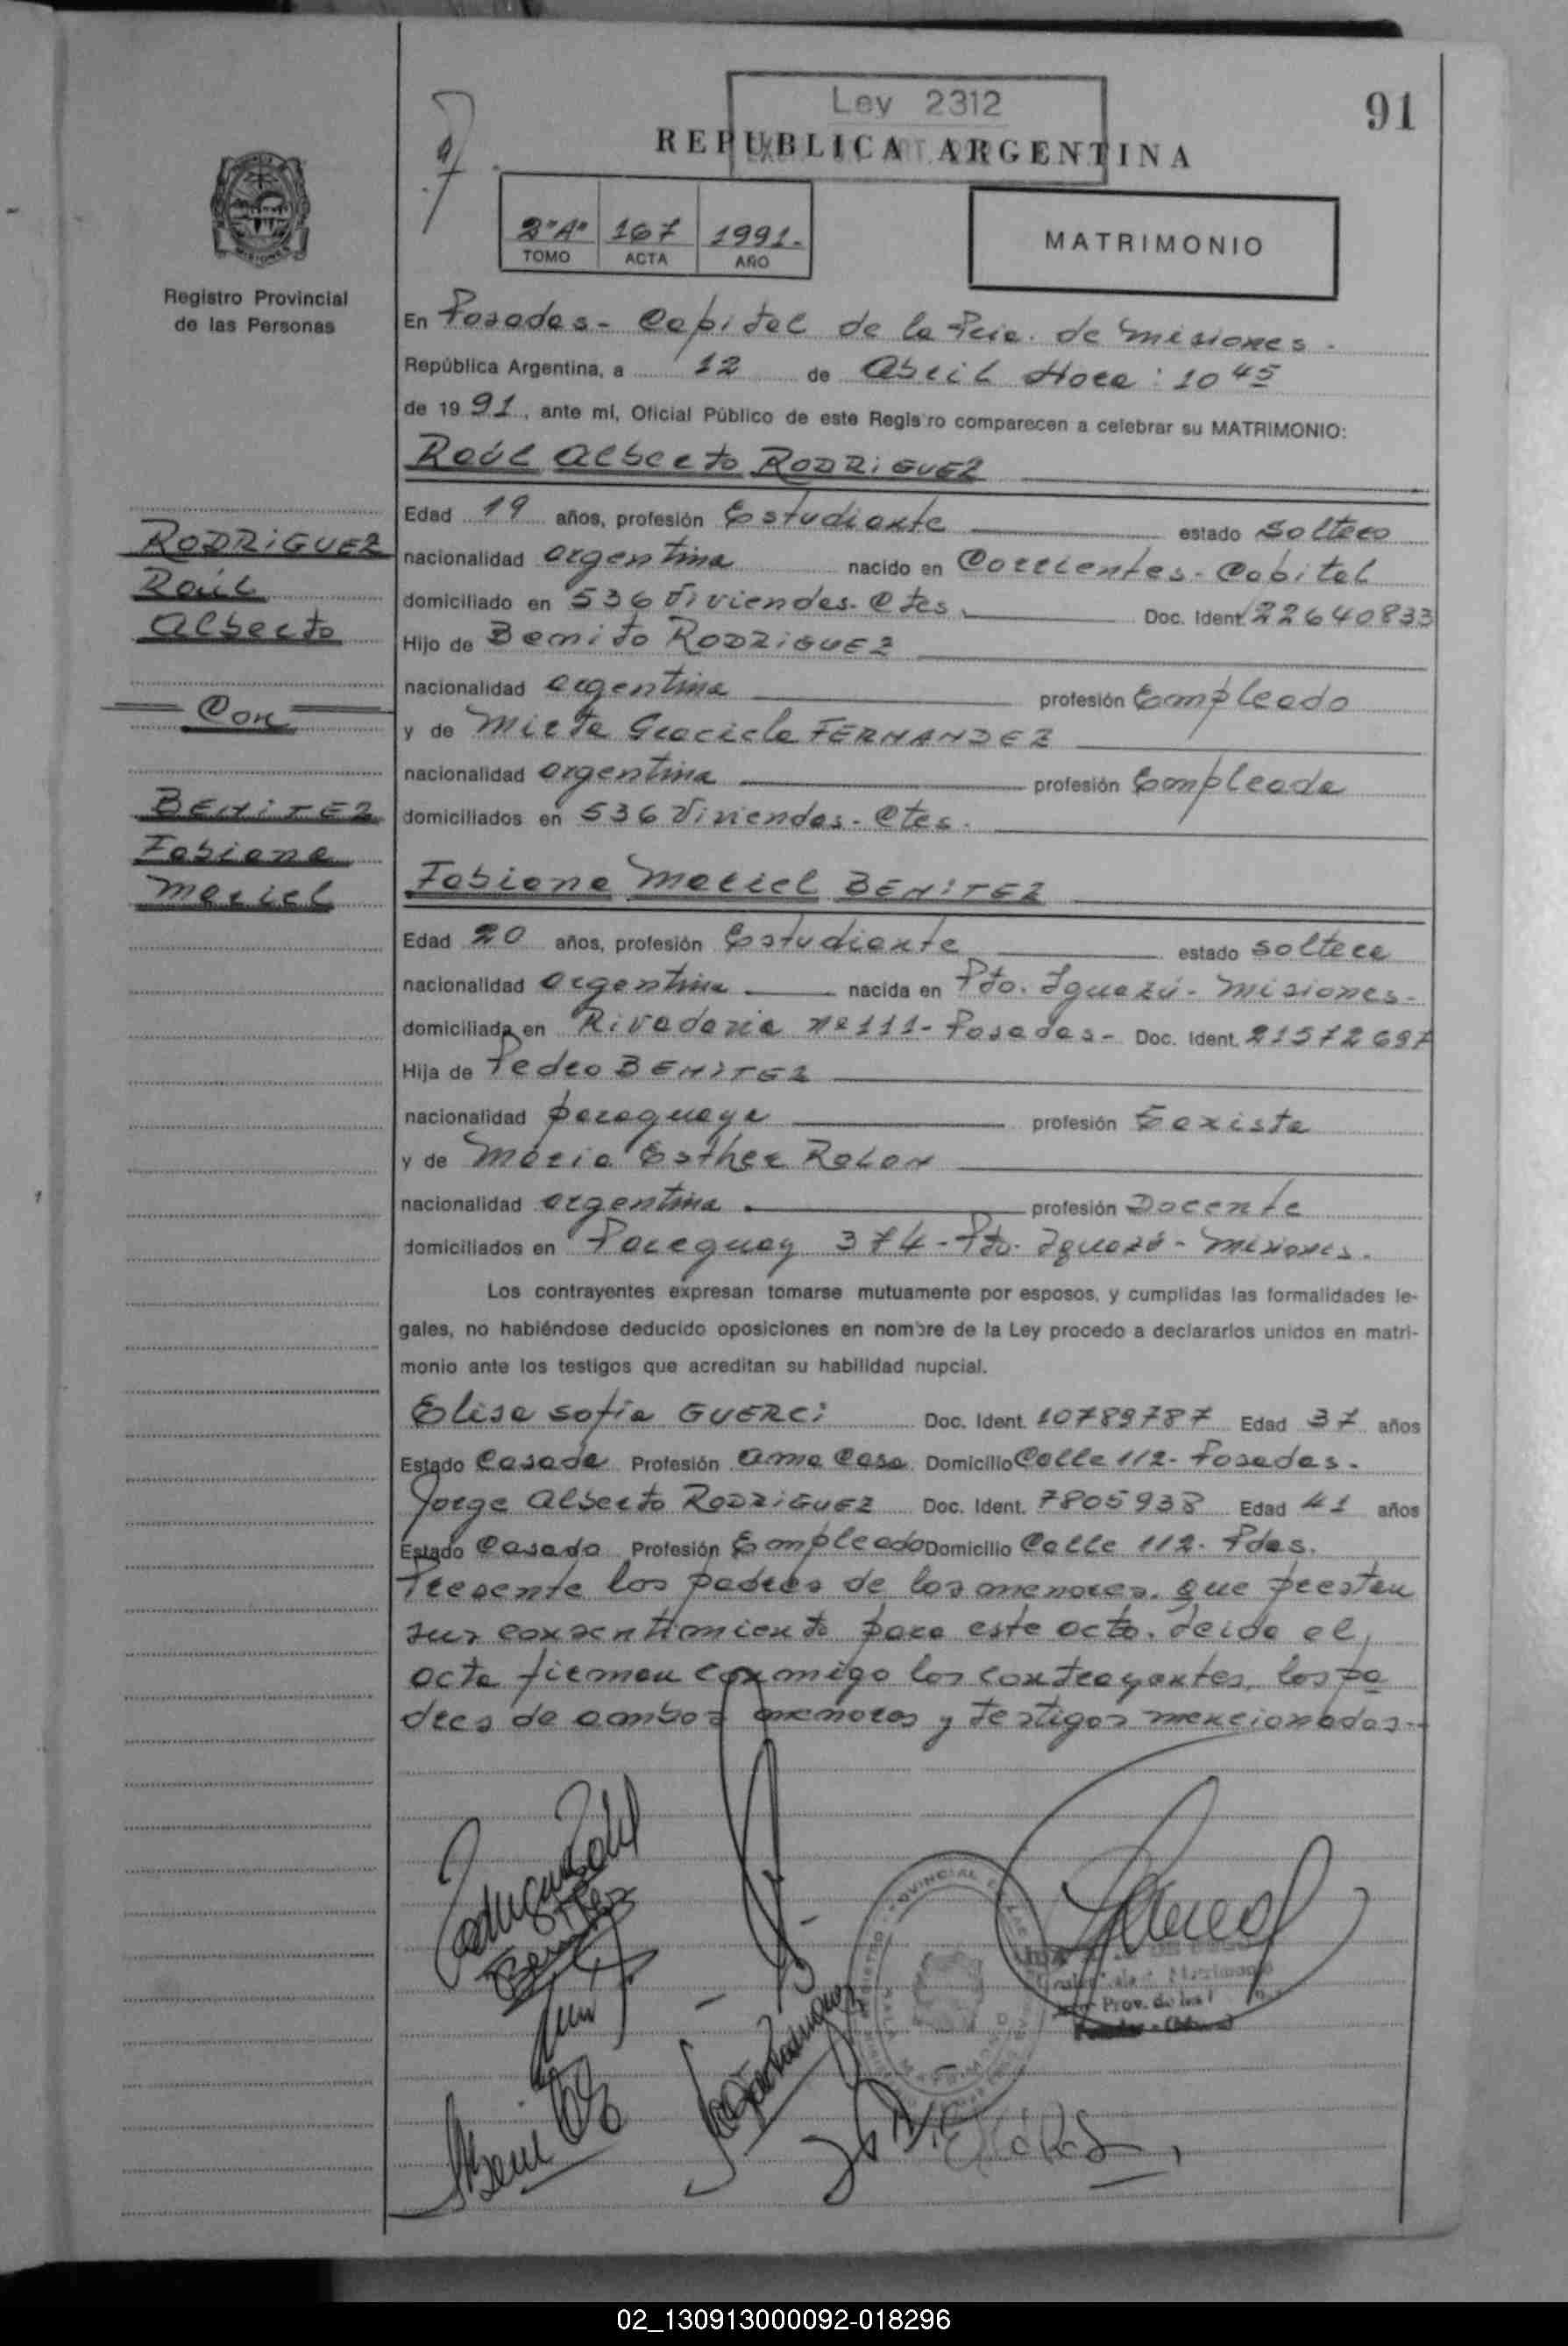 Ley 2312
91
REPUBLICA ARGENTINA
2"A" 167 1991-
TOMO ACTA AÑO
MATRIMONIO
Registro Provincial
de las Personas
En Posadas - Capital de la Pcia. de Misiones.
República Argentina, a 12 de Abril Hora: 10 45
de 19 91, ante mí, Oficial Público de este Registro comparecen a celebrar su MATRIMONIO:
Raúl Alberto RODRIGUEZ
Edad 19 años, profesión Estudiante estado soltero
nacionalidad argentina nacido en Corrientes - Capital
domiciliado en 536 Viviendas - Ctes. Doc. Ident. 22640833
Hijo de Benito RODRIGUEZ
nacionalidad argentina profesión Empleado
y de Mirta Graciela FERNANDEZ
nacionalidad argentina profesión Empleada
domiciliados en 536 Viviendas - Ctes.
RODRIGUEZ
Raúl
Alberto
Con
BENITEZ
Fabiana
Mariel
Fabiana Mariel BENITEZ
Edad 20 años, profesión Estudiante estado soltera
nacionalidad argentina nacida en Pto. Iguazú - Misiones -
domiciliada en Rivadavia Nº 111 - Posadas - Doc. Ident. 21572697
Hija de Pedro BENITEZ
nacionalidad paraguaya profesión
y de María Esther ROLON
nacionalidad argentina profesión Docente
domiciliados en Paraguay 374 - Pto. Iguazú - Misiones.
Los contrayentes expresan tomarse mutuamente por esposos, y cumplidas las formalidades le-
gales, no habiéndose deducido oposiciones en nombre de la Ley procedo a declararlos unidos en matri-
monio ante los testigos que acreditan su habilidad nupcial.
Elisa Sofia GUERCI Doc. Ident. 10789787 Edad 37 años
Estado Casada Profesión ama Casa Domicilio Calle 112 - Posadas.
Jorge Alberto RODRIGUEZ Doc. Ident. 7805938 Edad 41 años
Estado Casado Profesión Empleado Domicilio Calle 112 - Pdas.
Presente los padres de los menores, que prestan
sus consentimiento para este acto. Leida el
acta firman conmigo los contrayentes, los pa
dres de ambos menores y testigos mencionados.-
02_130913000092-018296